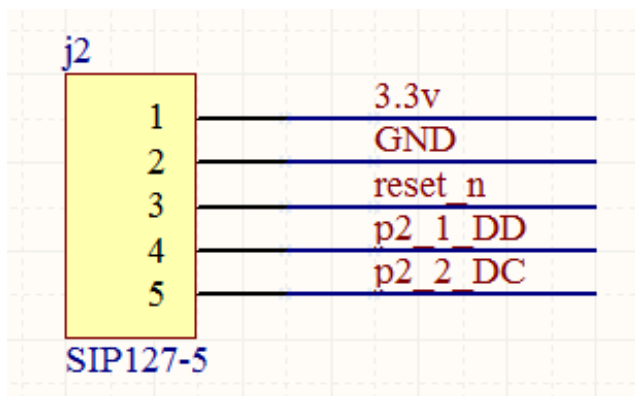 j2
1 3.3v
2 GND
3 reset_n
4 p2_1_DD
5 p2_2_DC
SIP127-5